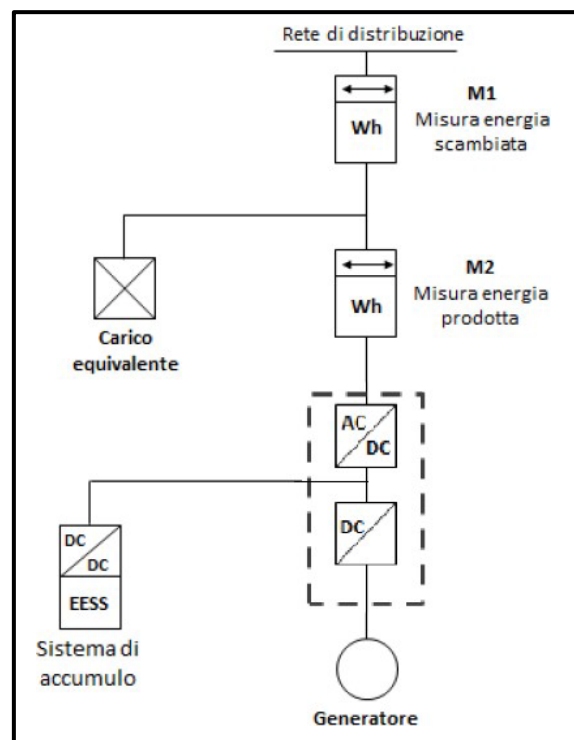 Rete di distribuzione
M1
Misura energia
scambiata
Wh
M2
Misura energia
prodotta
Wh
Carico
equivalente
AC
DC
DC
DC
DC
EESS
Sistema di
accumulo
Generatore